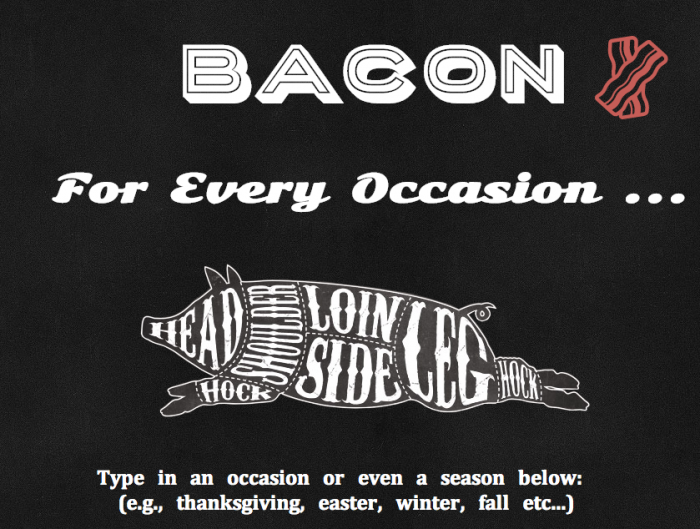 BACON
For Every Occasion ...
HEAD
SHOULDER
LOIN
SIDE
LEG
HOCK
HOCK
Type in an occasion or even a season below:
(e.g., thanksgiving, easter, winter, fall etc...)